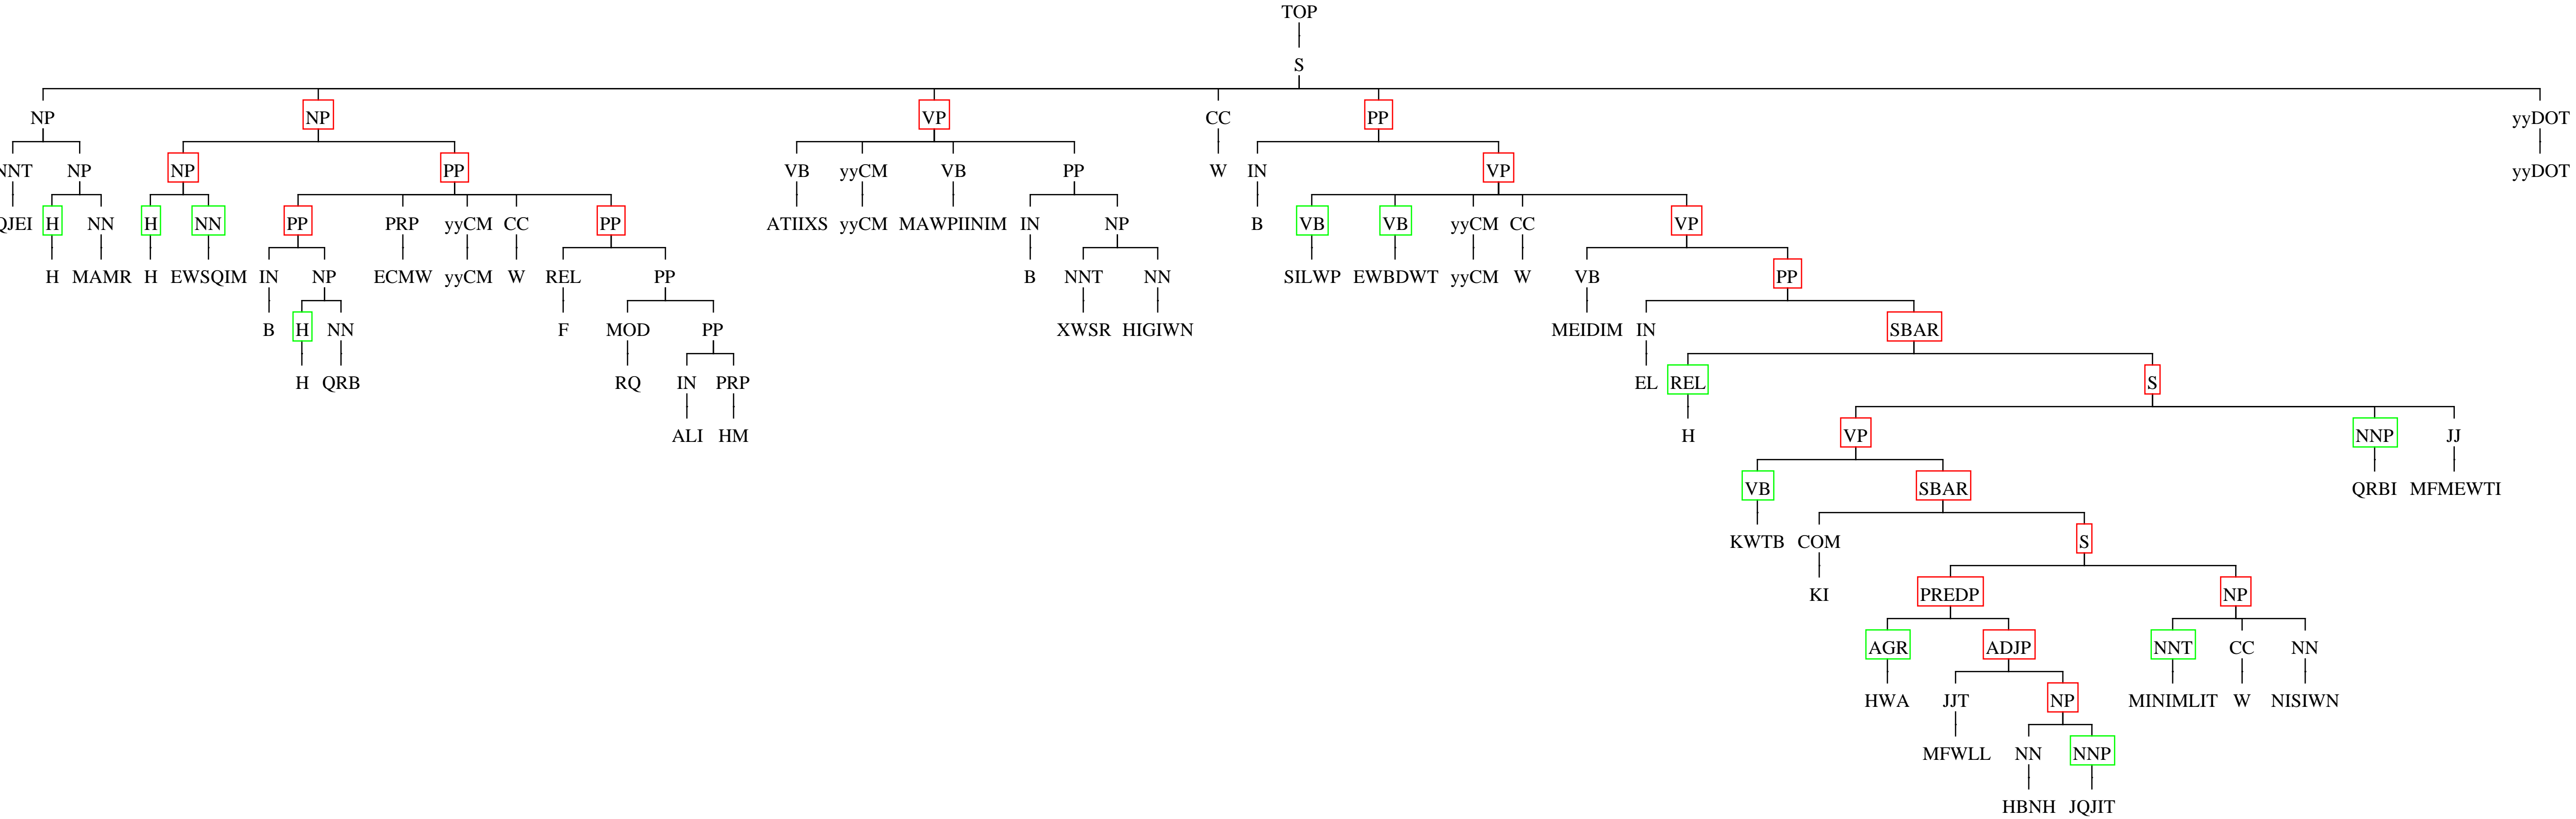 TOP
S
NP NP VP CC PP yyDOT
NNT NP NP PP VB yyCM VB PP W IN VP yyDOT
QJEI H NN H NN PP PRP yyCM CC PP ATIIXS yyCM MAWPIINIM IN NP B VB VB yyCM CC VP
H MAMR H EWSQIM IN NP ECMW yyCM W REL PP B NNT NN SILWP EWBDWT yyCM W VB PP
B H NN F MOD PP XWSR HIGIWN MEIDIM IN SBAR
H QRB RQ IN PRP EL REL S
ALI HM H VP NNP JJ
VB SBAR QRBI MFMEWTI
KWTB COM S
KI PREDP NP
AGR ADJP NNT CC NN
HWA JJT NP MINIMLIT W NISIWN
MFWLL NN NNP
HBNH JQJIT